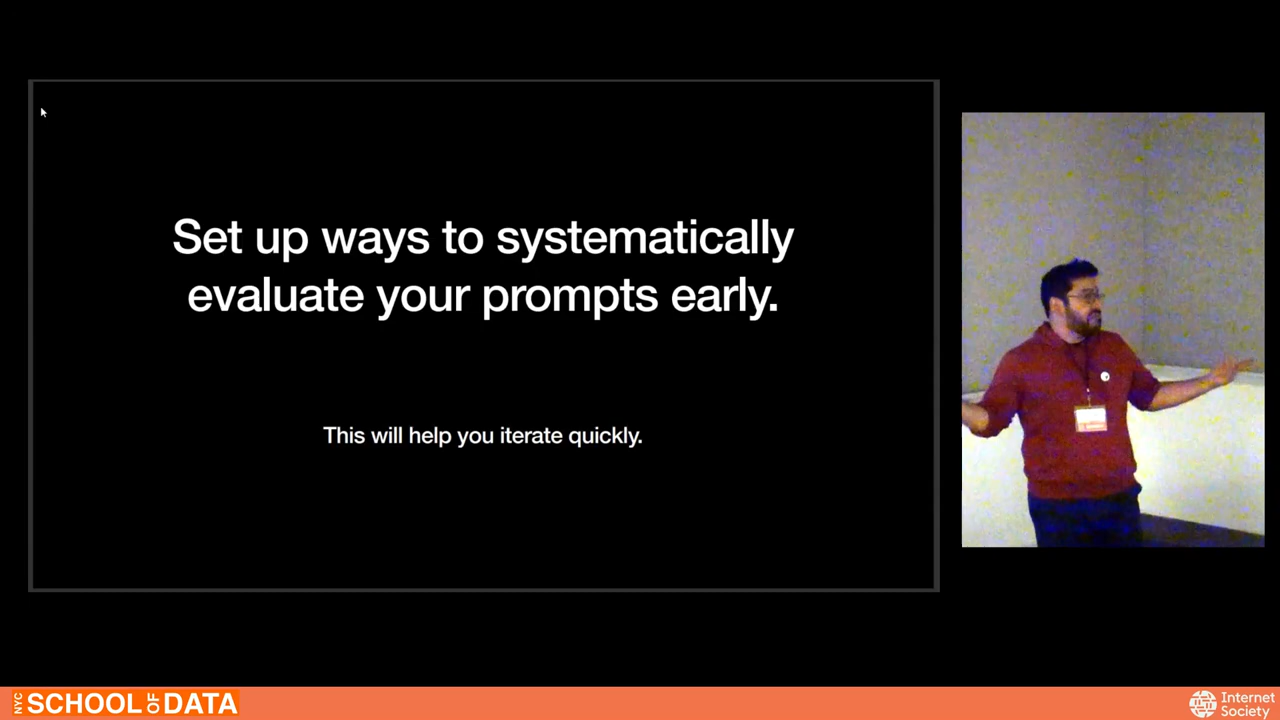 Set up ways to systematically
evaluate your prompts early.
This will help you iterate quickly.
NYC SCHOOL OF DATA
Internet
Society